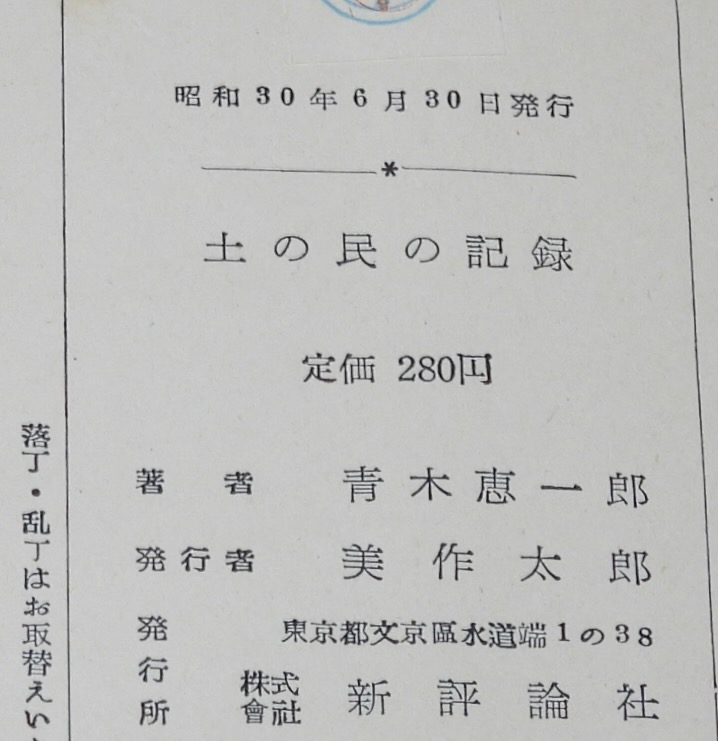 昭和30年6月30日発行
*
土の民の記録
定価 280円
著者 青木恵一郎
発行者 美作太郎
発行所 東京都文京區水道端1の38
株式會社 新評論社
落丁・乱丁はお取替えい